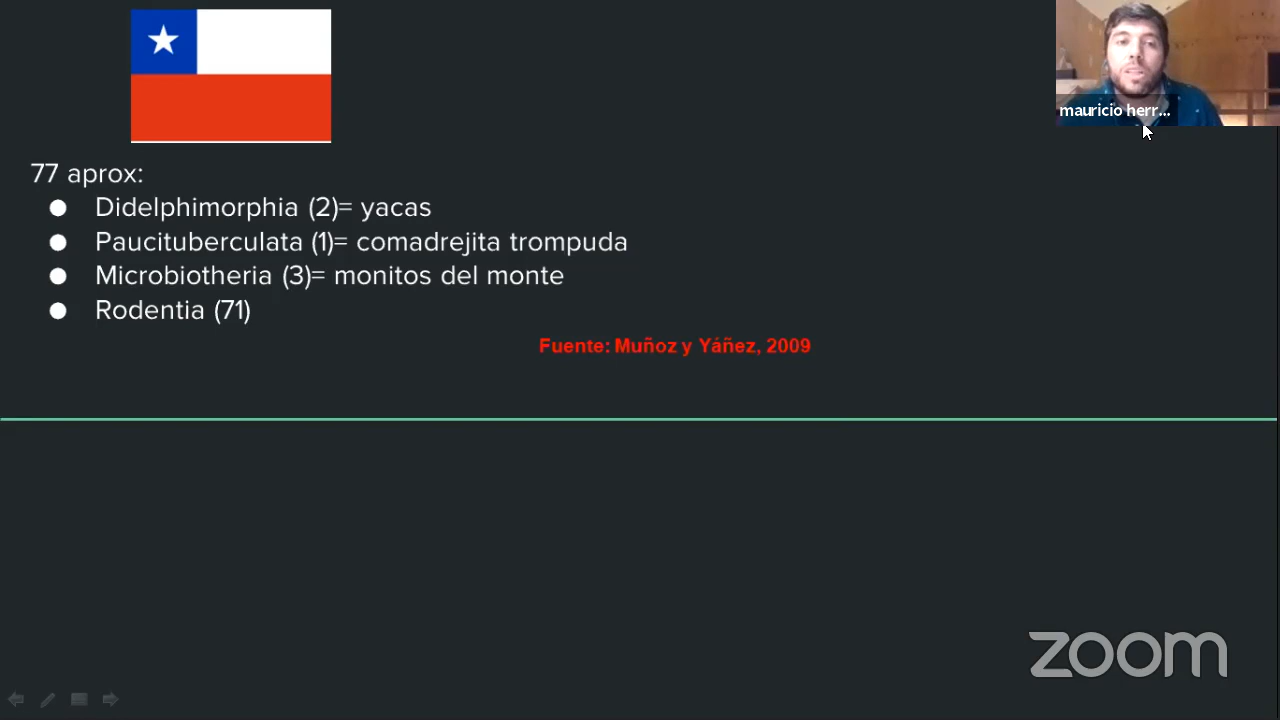 mauricio herr...
77 aprox:
● Didelphimorphia (2)= yacas
● Paucituberculata (1)= comadrejita trompuda
● Microbiotheria (3)= monitos del monte
● Rodentia (71)
Fuente: Muñoz y Yáñez, 2009
zoom